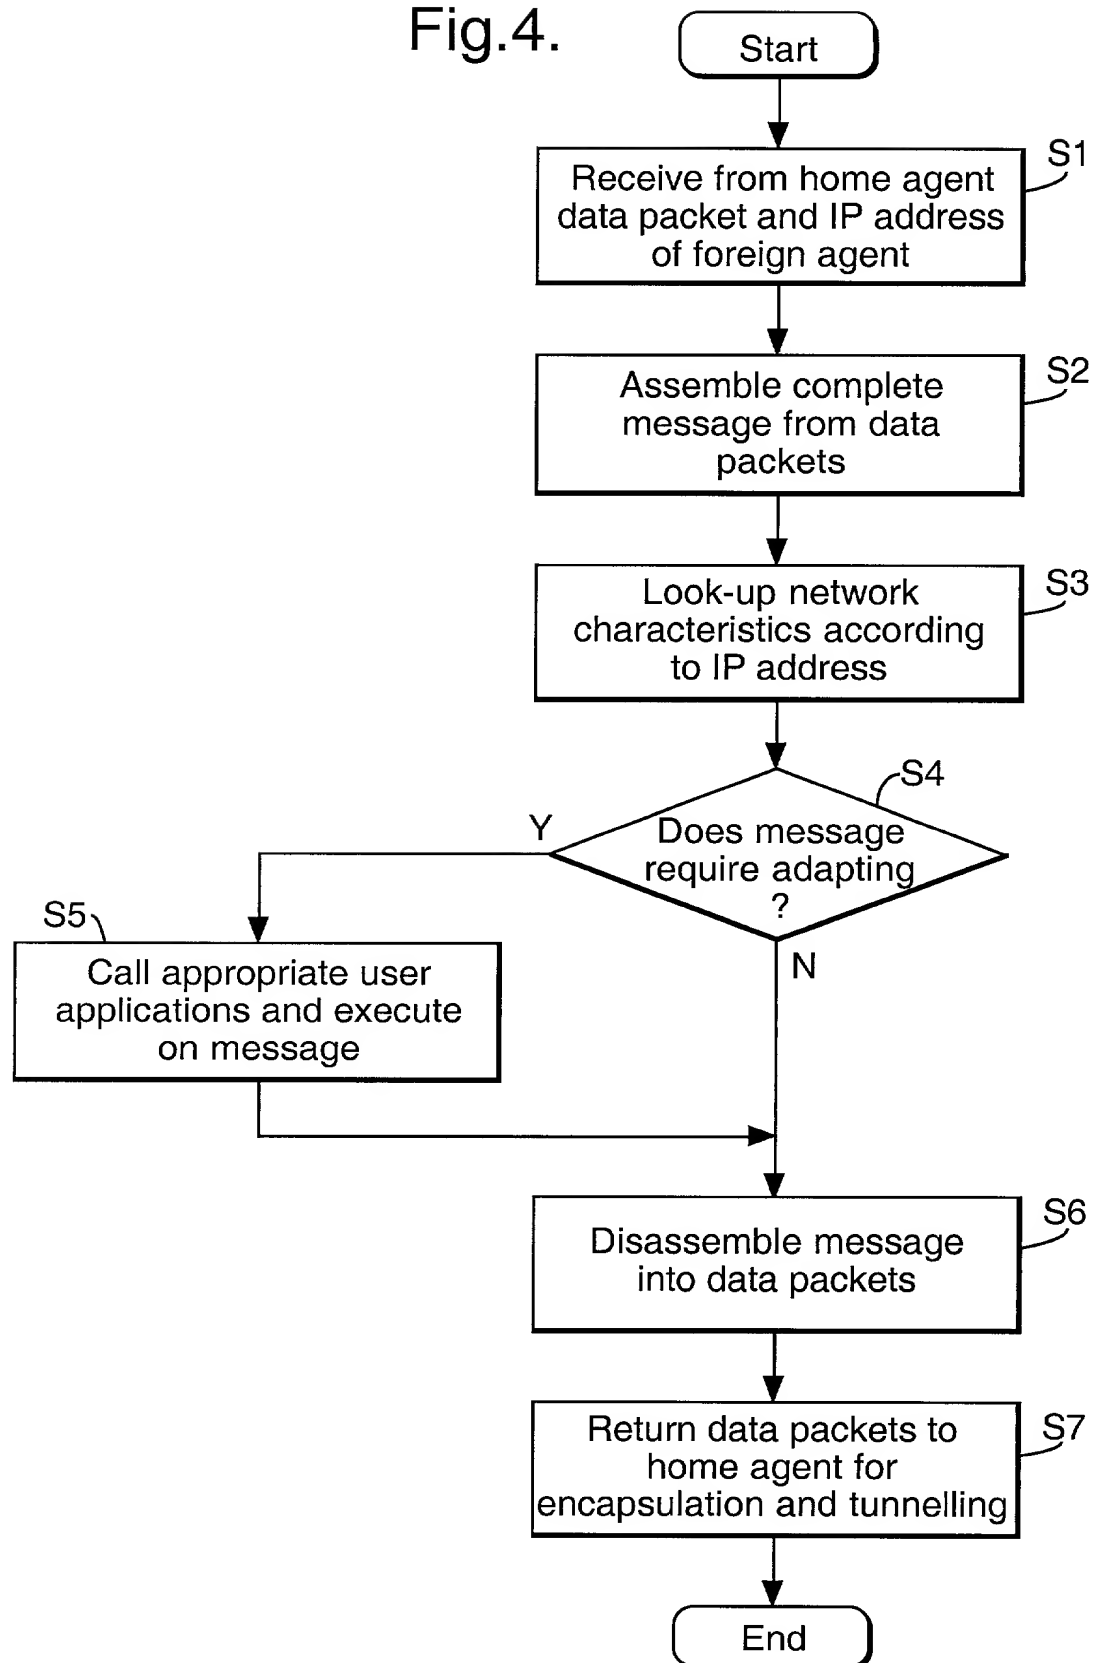 Fig.4.
Start
S1
Receive from home agent
data packet and IP address
of foreign agent
S2
Assemble complete
message from data
packets
S3
Look-up network
characteristics according
to IP address
S4
Does message
require adapting
?
Y
N
S5
Call appropriate user
applications and execute
on message
S6
Disassemble message
into data packets
S7
Return data packets to
home agent for
encapsulation and tunnelling
End